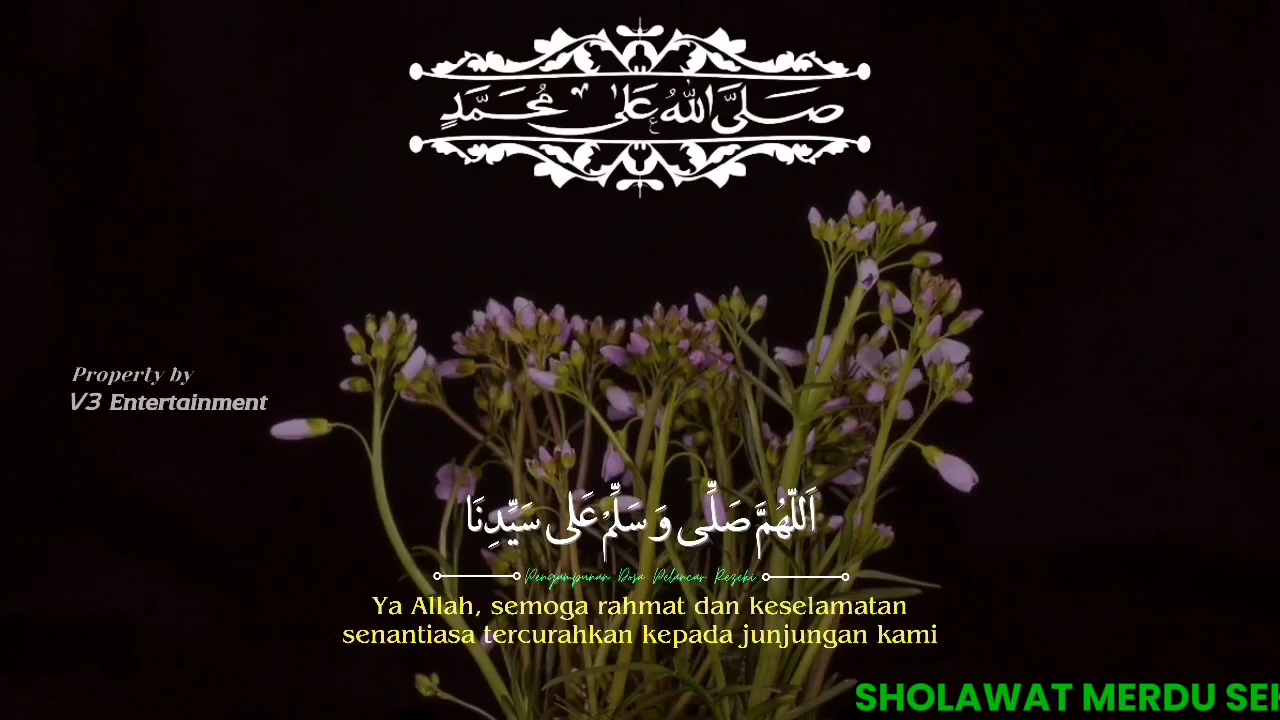 صَلَّى اللهُ عَلَى مُحَمَّدٍ
Property by
V3 Entertainment
اَللّٰهُمَّ صَلِّى وَ سَلِّمْ عَلَى سَيِّدِنَا
Pengampunan Dosa Pelancar Rezeki
Ya Allah, semoga rahmat dan keselamatan
senantiasa tercurahkan kepada junjungan kami
SHOLAWAT MERDU SE